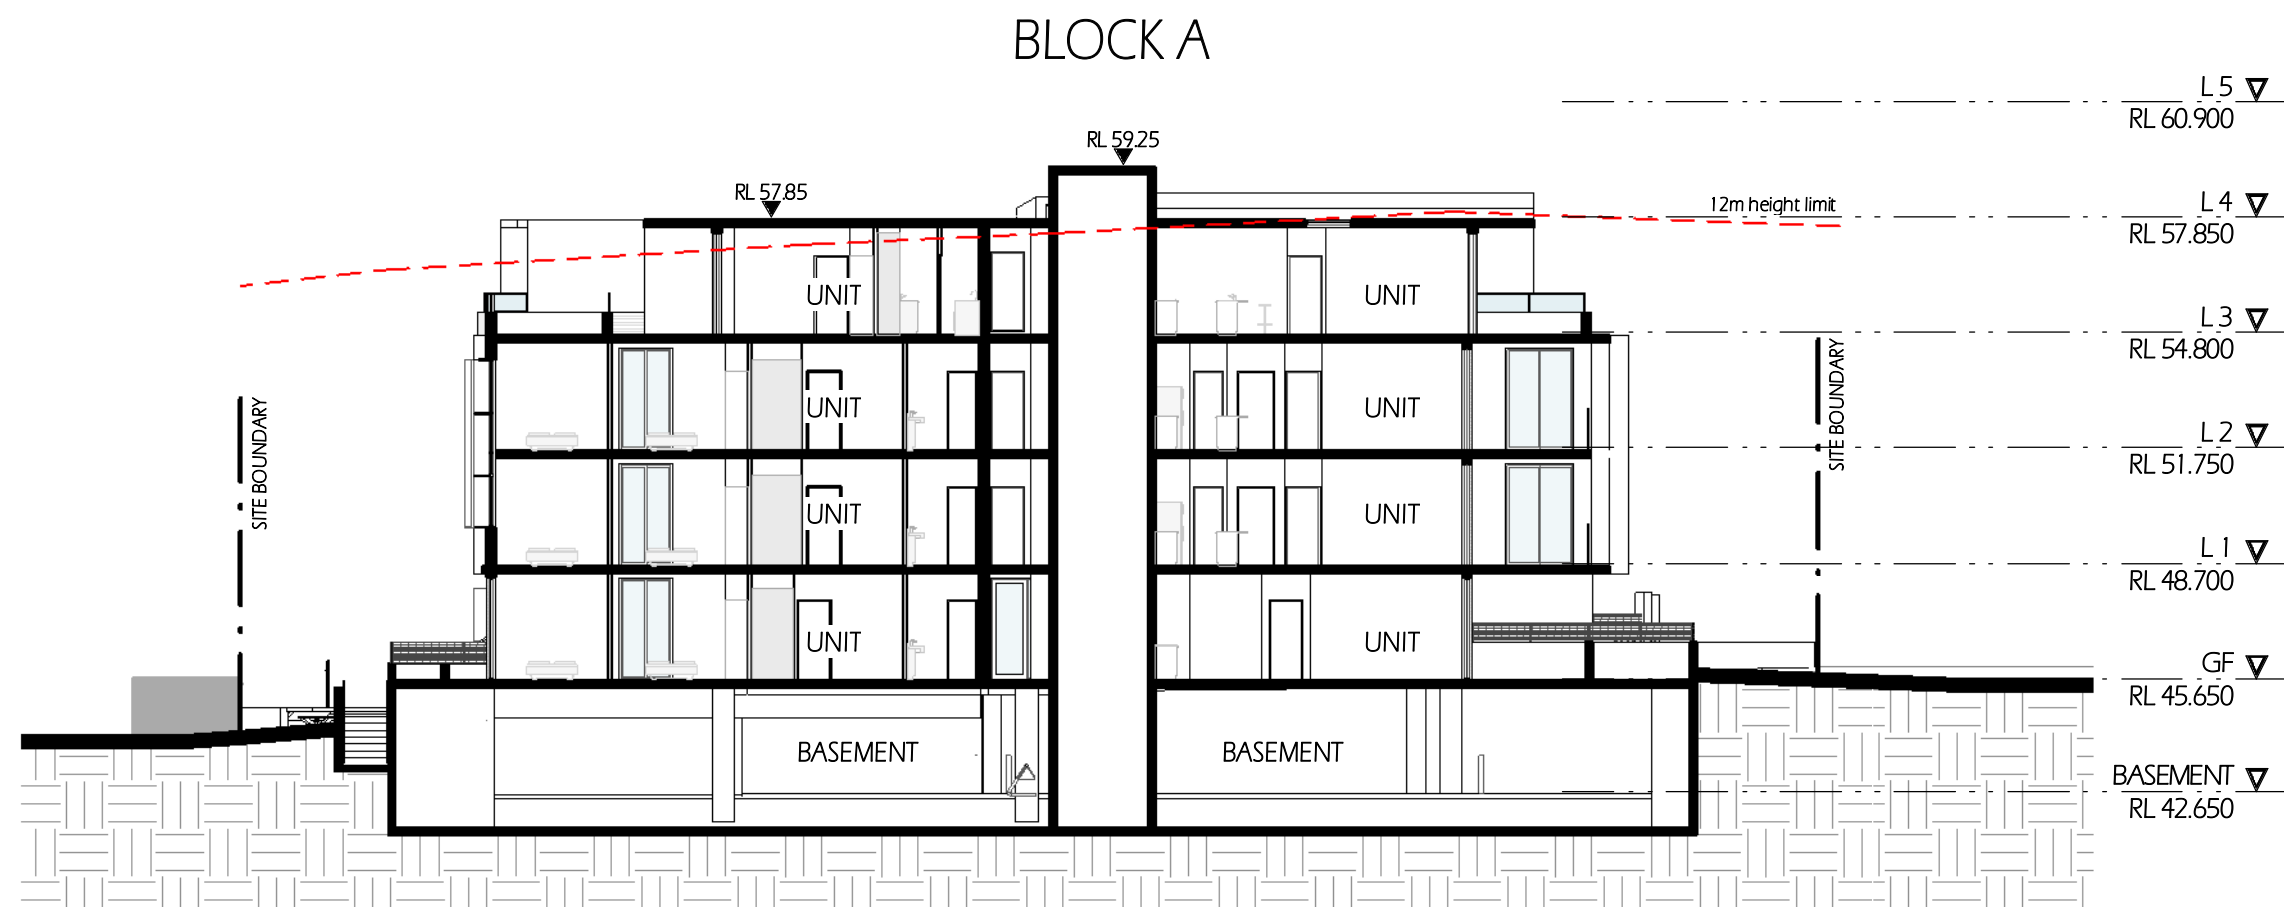 BLOCK A
L 5
RL 60.900
RL 59.25
RL 57.85
12m height limit
L 4
RL 57.850
UNIT
UNIT
L 3
RL 54.800
SITE BOUNDARY
SITE BOUNDARY
UNIT
UNIT
L 2
RL 51.750
UNIT
UNIT
L 1
RL 48.700
UNIT
UNIT
GF
RL 45.650
BASEMENT
BASEMENT
BASEMENT
RL 42.650